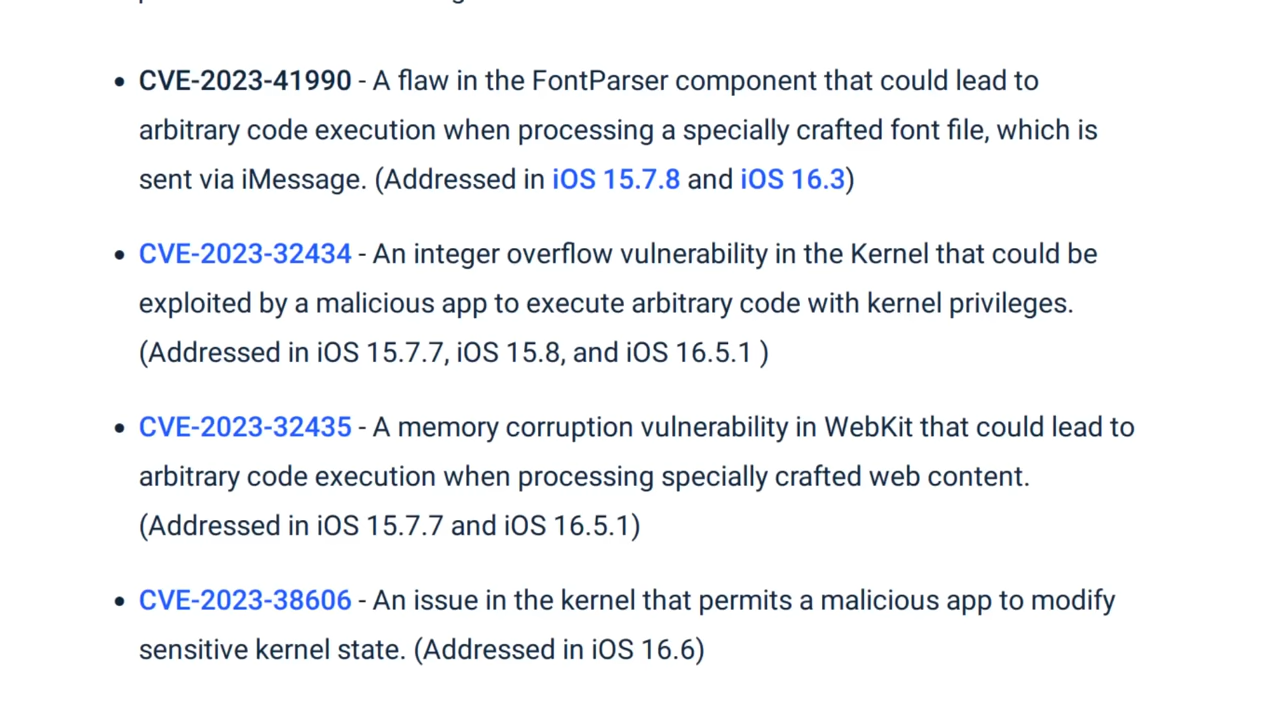 • CVE-2023-41990 - A flaw in the FontParser component that could lead to
arbitrary code execution when processing a specially crafted font file, which is
sent via iMessage. (Addressed in iOS 15.7.8 and iOS 16.3)
• CVE-2023-32434 - An integer overflow vulnerability in the Kernel that could be
exploited by a malicious app to execute arbitrary code with kernel privileges.
(Addressed in iOS 15.7.7, iOS 15.8, and iOS 16.5.1 )
• CVE-2023-32435 - A memory corruption vulnerability in WebKit that could lead to
arbitrary code execution when processing specially crafted web content.
(Addressed in iOS 15.7.7 and iOS 16.5.1)
• CVE-2023-38606 - An issue in the kernel that permits a malicious app to modify
sensitive kernel state. (Addressed in iOS 16.6)